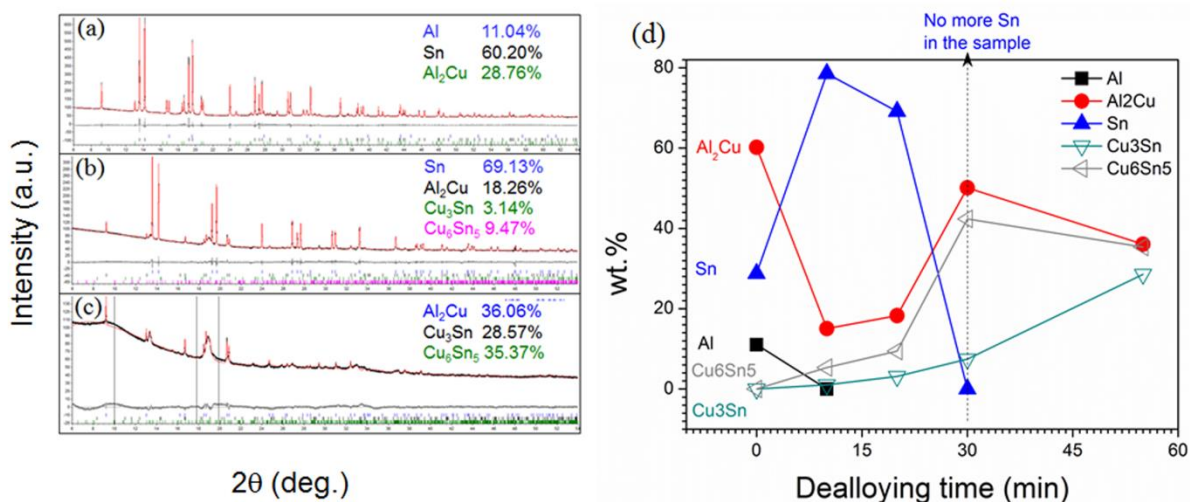 (a)
Al 11.04%
Sn 60.20%
Al₂Cu 28.76%
(b)
Sn 69.13%
Al₂Cu 18.26%
Cu₃Sn 3.14%
Cu₆Sn₅ 9.47%
(c)
Al₂Cu 36.06%
Cu₃Sn 28.57%
Cu₆Sn₅ 35.37%
Intensity (a.u.)
2θ (deg.)
(d)
No more Sn
in the sample
Al
Al2Cu
Sn
Cu3Sn
Cu6Sn5
80
60
40
20
0
wt.%
Al₂Cu
Sn
Al
Cu6Sn5
Cu3Sn
0 15 30 45 60
Dealloying time (min)